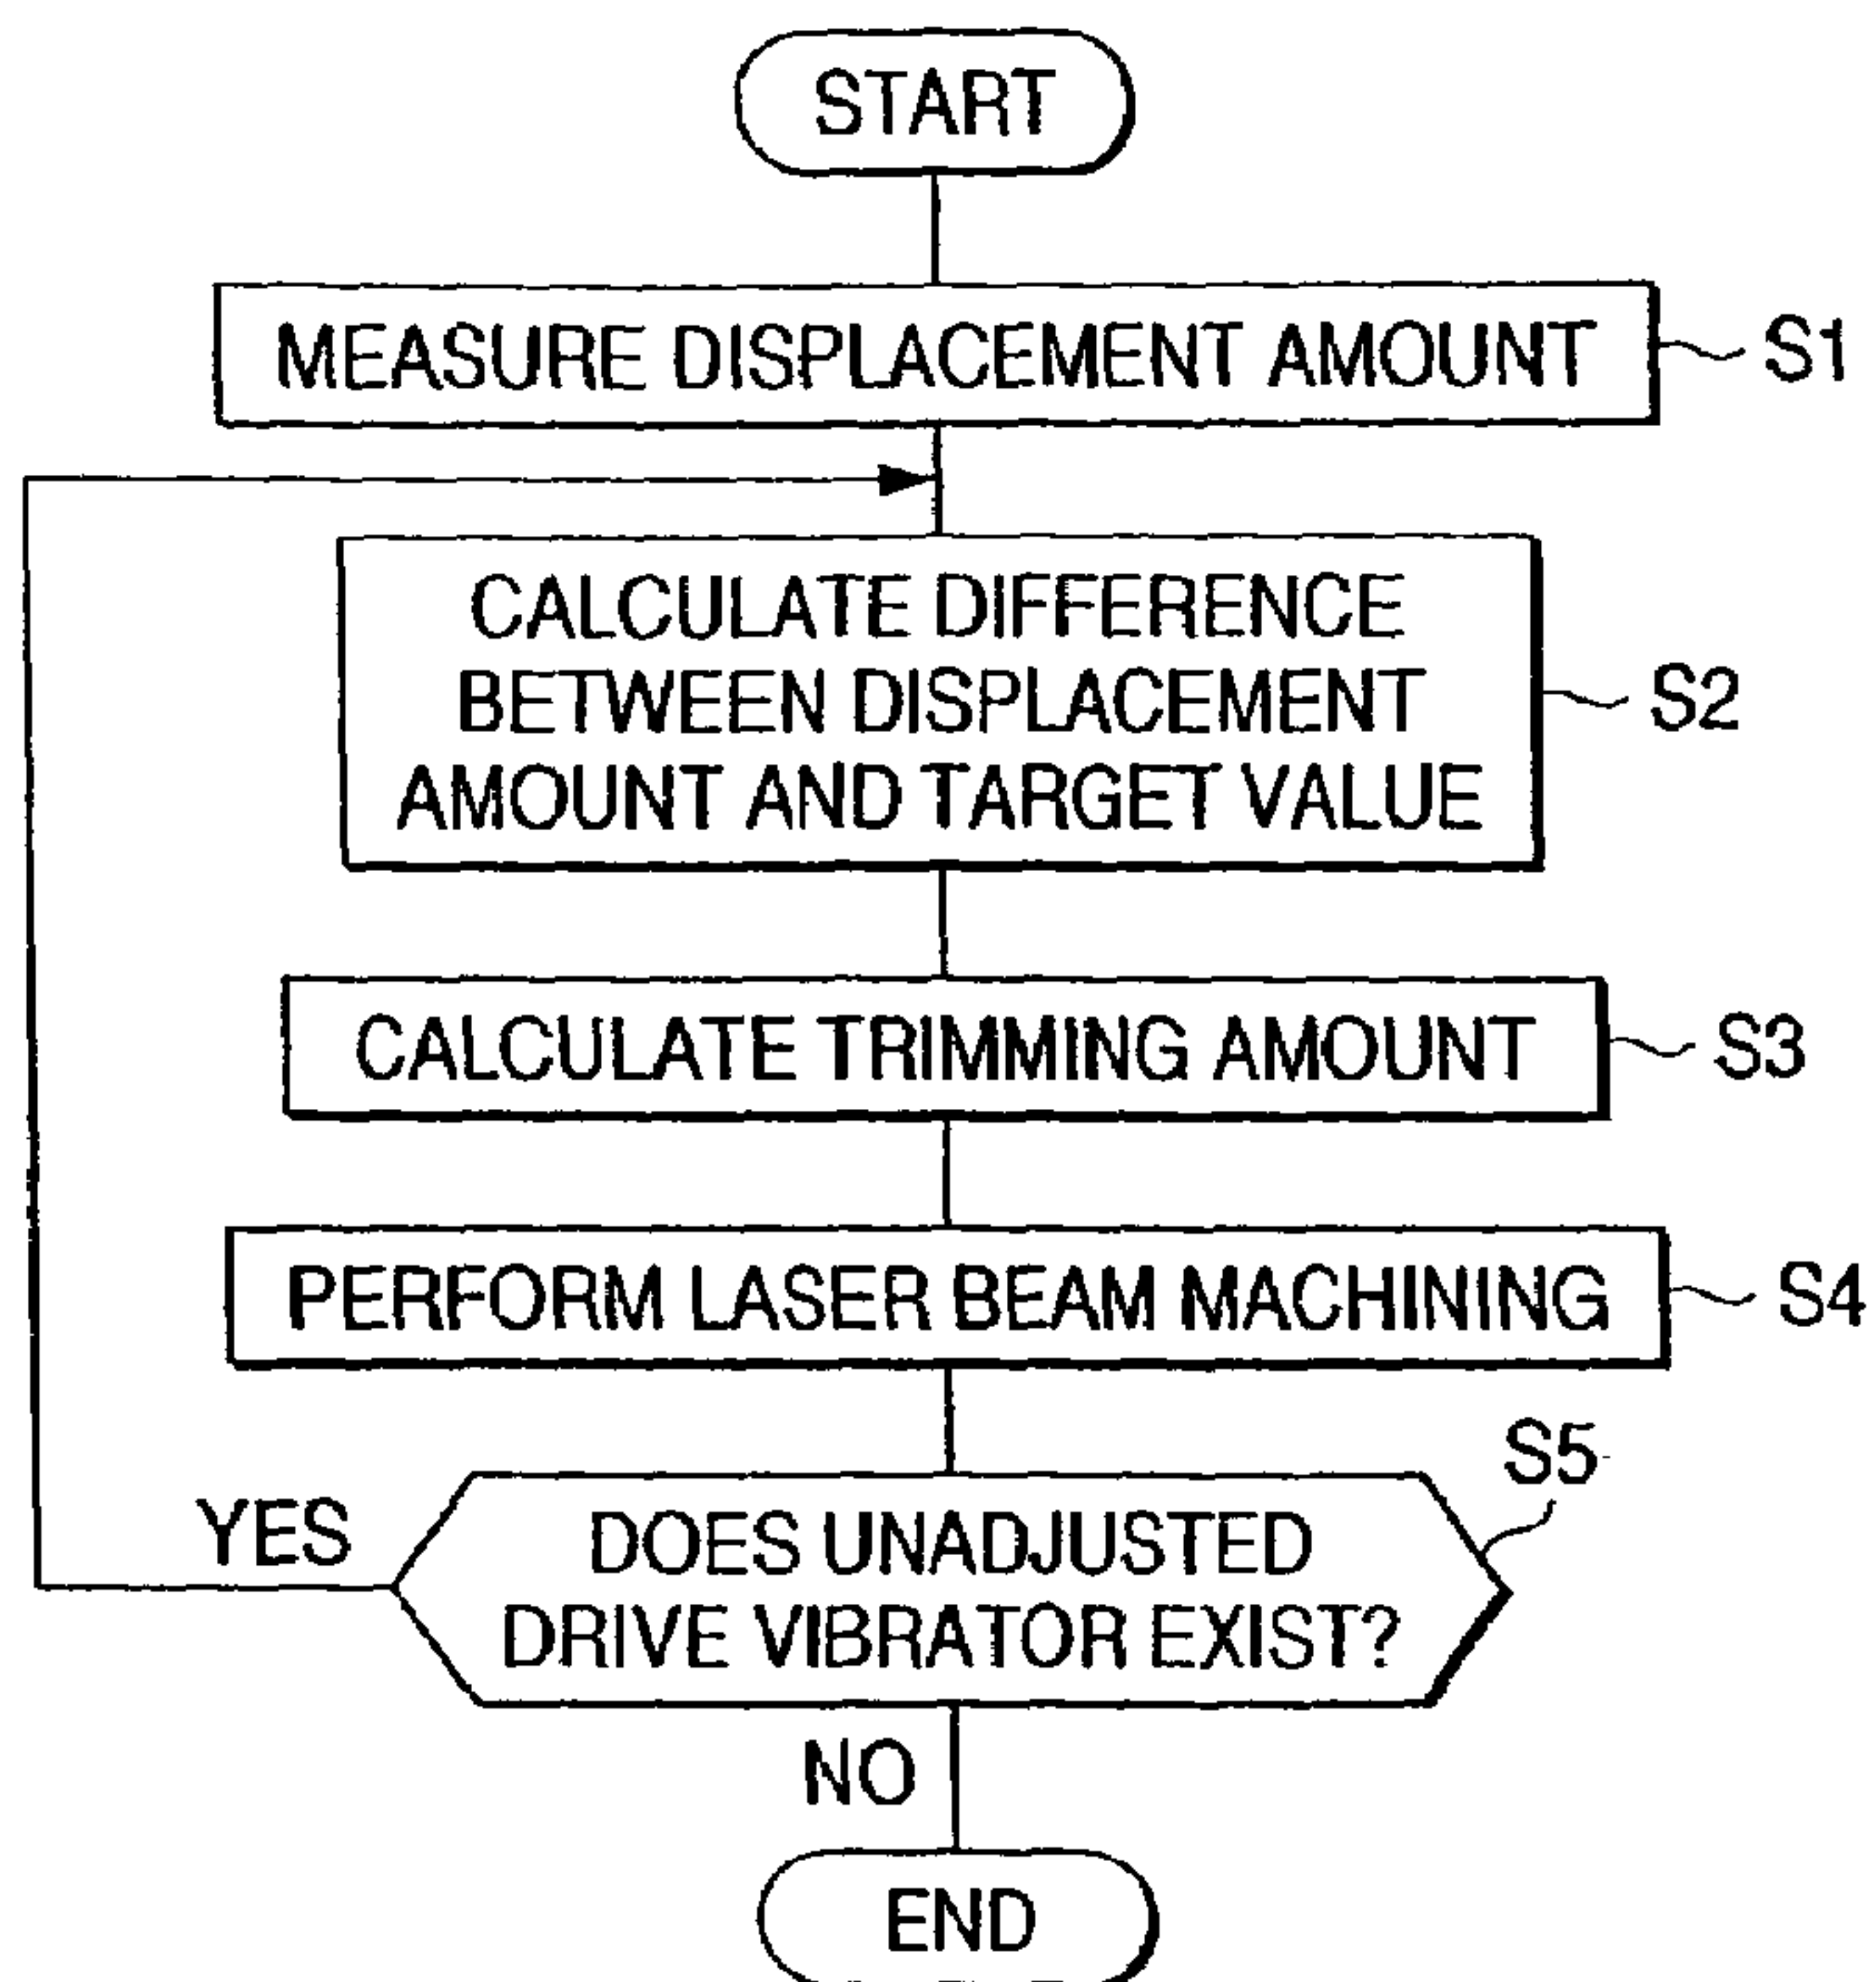 START
MEASURE DISPLACEMENT AMOUNT
S1
CALCULATE DIFFERENCE
BETWEEN DISPLACEMENT
AMOUNT AND TARGET VALUE
S2
CALCULATE TRIMMING AMOUNT
S3
PERFORM LASER BEAM MACHINING
S4
S5
YES
DOES UNADJUSTED
DRIVE VIBRATOR EXIST?
NO
END